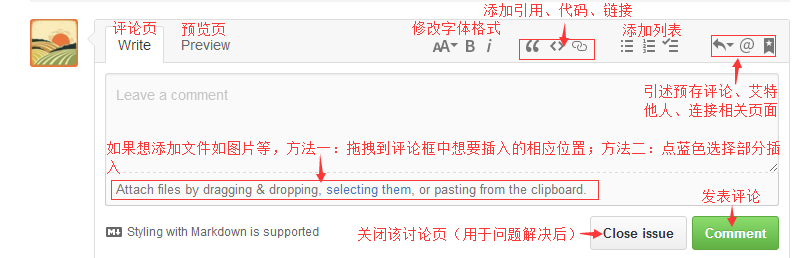 添加引用、代码、链接
评论页 预览页 修改字体格式 添加列表
Write Preview AA B i
引述预存评论、艾特
他人、连接相关页面
Leave a comment
如果想添加文件如图片等，方法一：拖拽到评论框中想要插入的相应位置；方法二：点蓝色选择部分插
入
Attach files by dragging & dropping, selecting them, or pasting from the clipboard.
发表评论
Styling with Markdown is supported
关闭该讨论页（用于问题解决后）
Close issue
Comment